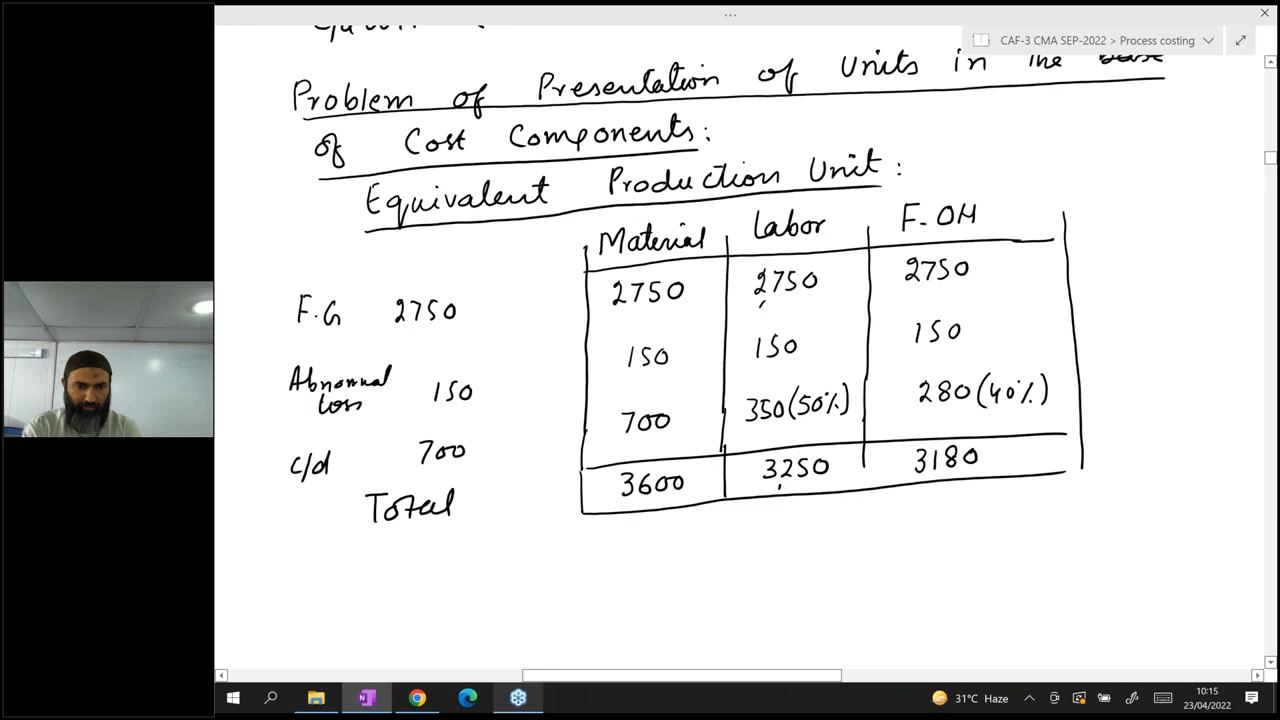 CAF-3 CMA SEP-2022 > Process costing
Problem of Presentation of Units in the base
of Cost Components:
Equivalent Production Unit:
Material Labor F-OH
F.G 2750 2750 2750 2750
Abnormal Loss 150 150 150 150
c/d 700 700 350(50%) 280(40%)
Total 3600 3250 3180
31°C Haze
10:15
23/04/2022